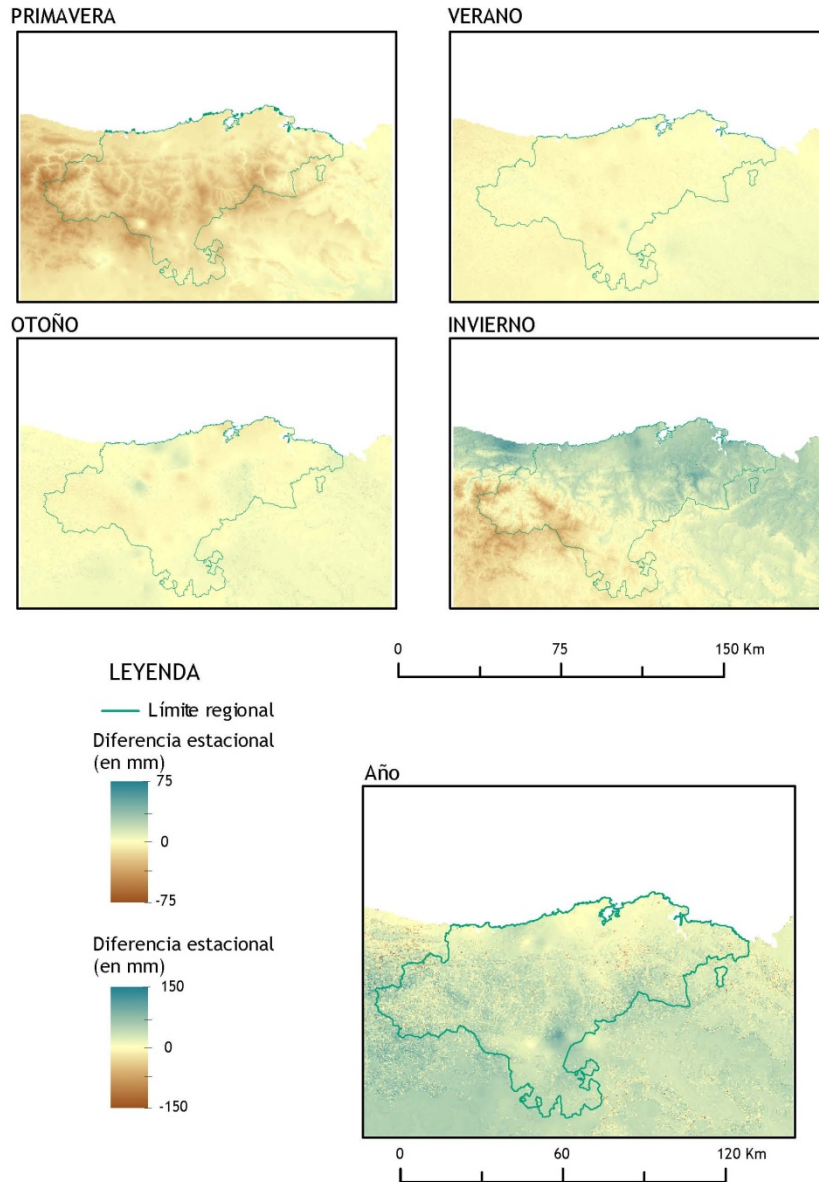 PRIMAVERA
VERANO
OTOÑO
INVIERNO
0 75 150 Km
LEYENDA
Límite regional
Diferencia estacional
(en mm)
75
0
-75
Diferencia estacional
(en mm)
150
0
-150
Año
0 60 120 Km